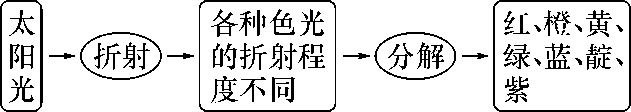 太
阳
光
折射
各种色光
的折射程
度不同
分解
红、橙、黄、
绿、蓝、靛、
紫